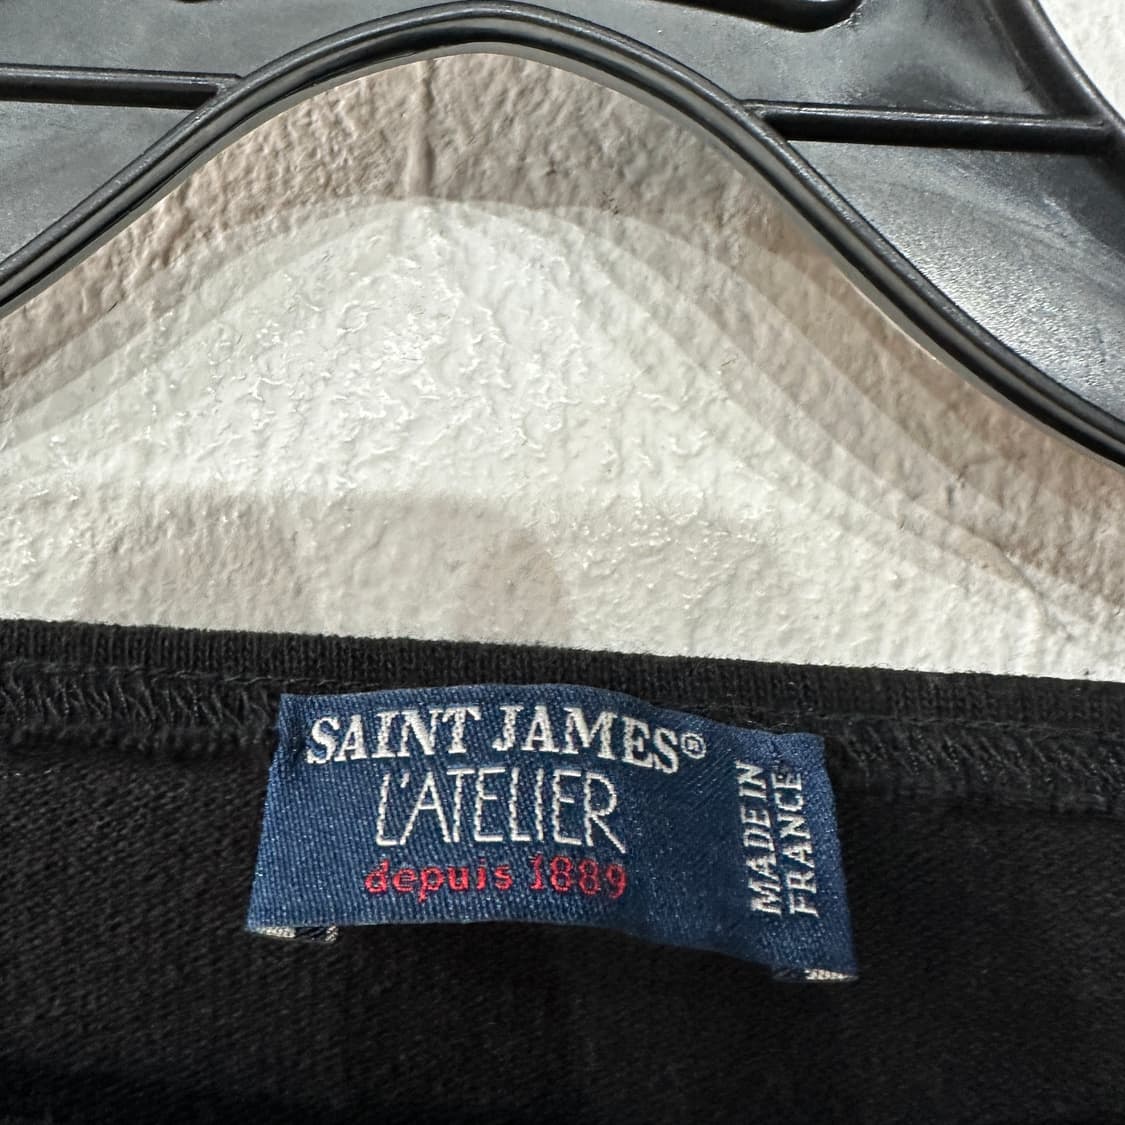 SAINT JAMES®
L'ATELIER
depuis 1889
MADE IN
FRANCE